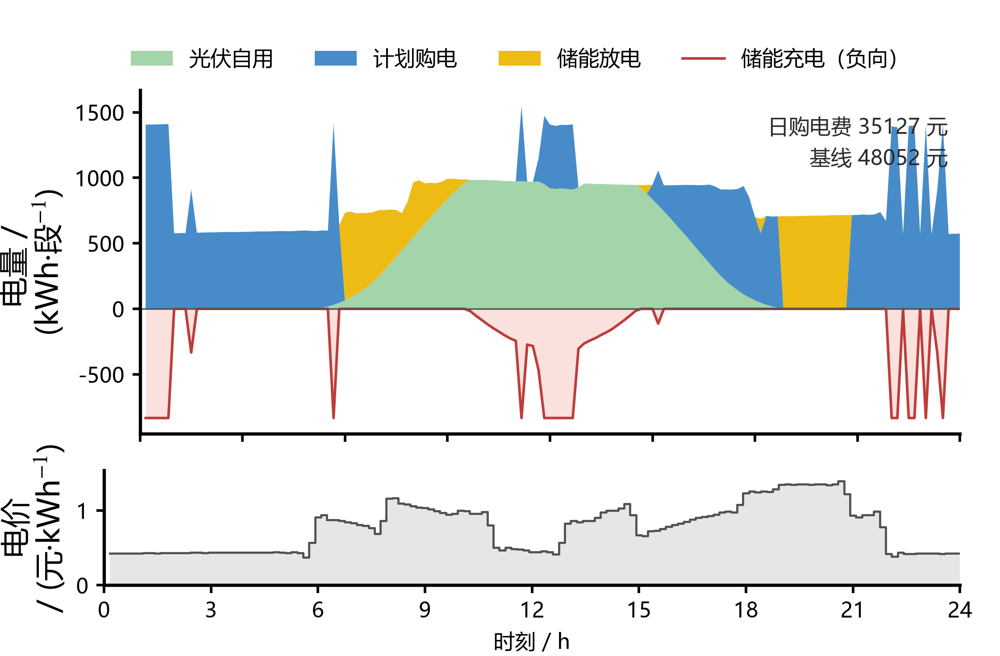 光伏自用 计划购电 储能放电 储能充电（负向）
日购电费 35127 元
基线 48052 元
电量 /
(kWh·段⁻¹)
1500
1000
500
0
-500
电价
/ (元·kWh⁻¹)
1
0
0 3 6 9 12 15 18 21 24
时刻 / h